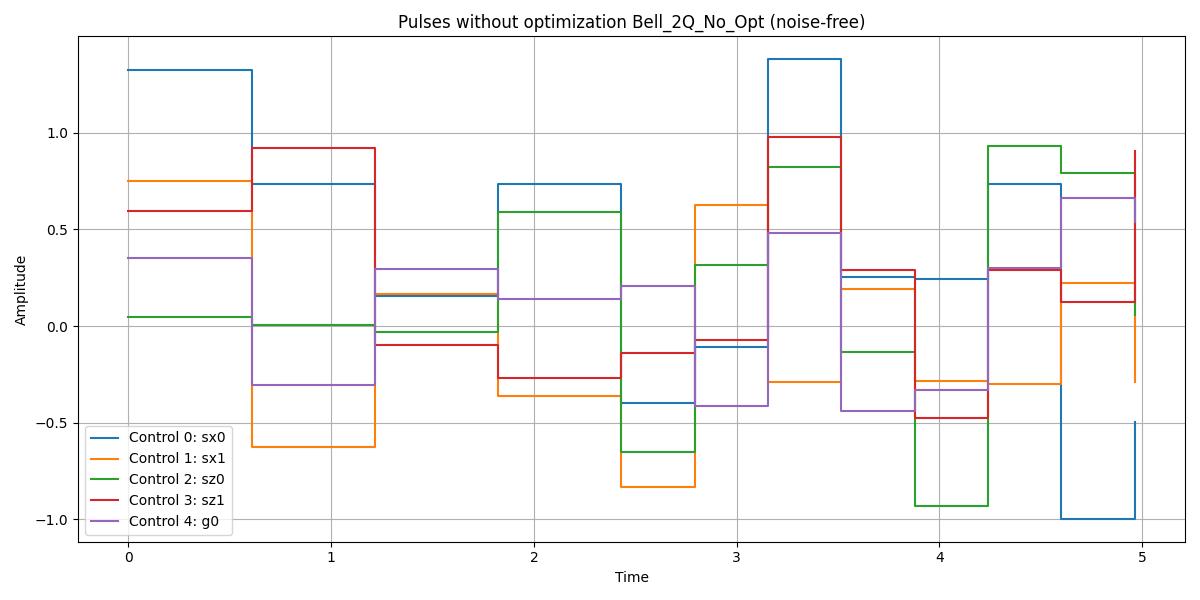 Pulses without optimization Bell_2Q_No_Opt (noise-free)
Amplitude
1.0
0.5
0.0
−0.5
−1.0
Control 0: sx0
Control 1: sx1
Control 2: sz0
Control 3: sz1
Control 4: g0
0 1 2 3 4 5
Time